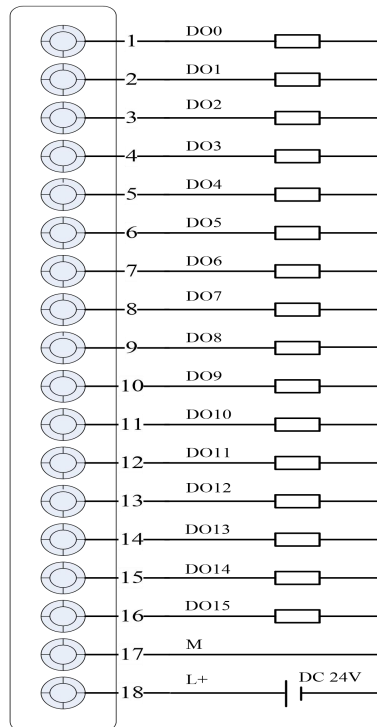 1 DO0
2 DO1
3 DO2
4 DO3
5 DO4
6 DO5
7 DO6
8 DO7
9 DO8
10 DO9
11 DO10
12 DO11
13 DO12
14 DO13
15 DO14
16 DO15
17 M
18 L+ DC 24V